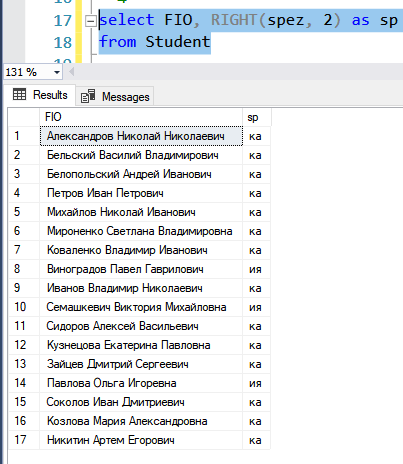 17 select FIO, RIGHT(spez, 2) as sp
18 from Student
131 %
Results Messages
FIO sp
1 Александров Николай Николаевич ка
2 Бельский Василий Владимирович ка
3 Белопольский Андрей Иванович ка
4 Петров Иван Петрович ка
5 Михайлов Николай Иванович ка
6 Мироненко Светлана Владимировна ка
7 Коваленко Владимир Иванович ка
8 Виноградов Павел Гаврилович ия
9 Иванов Владимир Николаевич ка
10 Семашкевич Виктория Михайловна ия
11 Сидоров Алексей Васильевич ка
12 Кузнецова Екатерина Павловна ка
13 Зайцев Дмитрий Сергеевич ка
14 Павлова Ольга Игоревна ия
15 Соколов Иван Дмитриевич ка
16 Козлова Мария Александровна ка
17 Никитин Артем Егорович ка